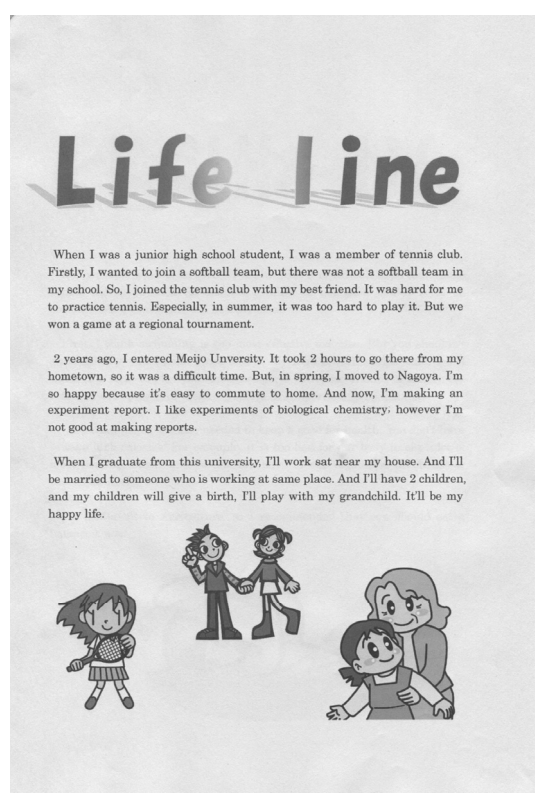 Life line
When I was a junior high school student, I was a member of tennis club.
Firstly, I wanted to join a softball team, but there was not a softball team in
my school. So, I joined the tennis club with my best friend. It was hard for me
to practice tennis. Especially, in summer, it was too hard to play it. But we
won a game at a regional tournament.
2 years ago, I entered Meijo Unversity. It took 2 hours to go there from my
hometown, so it was a difficult time. But, in spring, I moved to Nagoya. I'm
so happy because it's easy to commute to home. And now, I'm making an
experiment report. I like experiments of biological chemistry, however I'm
not good at making reports.
When I graduate from this university, I'll work sat near my house. And I'll
be married to someone who is working at same place. And I'll have 2 children,
and my children will give a birth, I'll play with my grandchild. It'll be my
happy life.